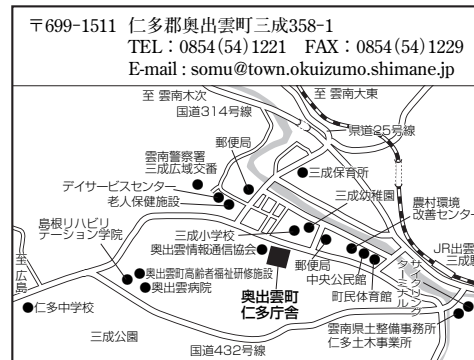 〒699-1511 仁多郡奥出雲町三成358-1
TEL：0854(54)1221 FAX：0854(54)1229
E-mail : somu@town.okuizumo.shimane.jp
至 雲南木次
至 雲南大東
国道314号線
県道25号線
郵便局
雲南警察署
三成広域交番
三成保育所
デイサービスセンター
老人保健施設
三成幼稚園
農村環境
改善センター
島根リハビリ
テーション学院
三成小学校
奥出雲情報通信協会
JR出雲
三成駅
至 広島
奥出雲町高齢者福祉研修施設
奥出雲病院
奥出雲町
仁多庁舎
郵便局
中央公民館
町民体育館
サイクリング
ターミナル
仁多中学校
三成公園
国道432号線
雲南県土整備事務所
仁多土木事業所